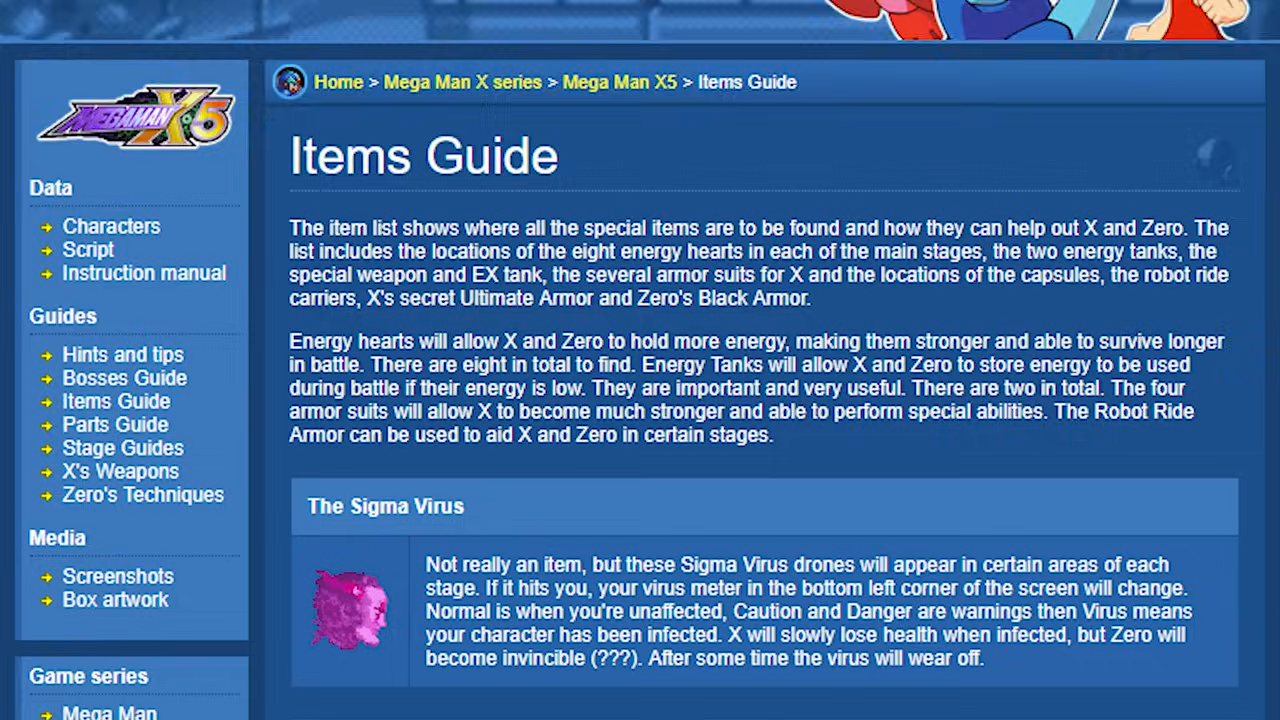 Home > Mega Man X series > Mega Man X5 > Items Guide
MEGAMAN X5
Data
Characters
Script
Instruction manual
Guides
Hints and tips
Bosses Guide
Items Guide
Parts Guide
Stage Guides
X's Weapons
Zero's Techniques
Media
Screenshots
Box artwork
Game series
Mega Man
Items Guide
The item list shows where all the special items are to be found and how they can help out X and Zero. The
list includes the locations of the eight energy hearts in each of the main stages, the two energy tanks, the
special weapon and EX tank, the several armor suits for X and the locations of the capsules, the robot ride
carriers, X's secret Ultimate Armor and Zero's Black Armor.
Energy hearts will allow X and Zero to hold more energy, making them stronger and able to survive longer
in battle. There are eight in total to find. Energy Tanks will allow X and Zero to store energy to be used
during battle if their energy is low. They are important and very useful. There are two in total. The four
armor suits will allow X to become much stronger and able to perform special abilities. The Robot Ride
Armor can be used to aid X and Zero in certain stages.
The Sigma Virus
Not really an item, but these Sigma Virus drones will appear in certain areas of each
stage. If it hits you, your virus meter in the bottom left corner of the screen will change.
Normal is when you're unaffected, Caution and Danger are warnings then Virus means
your character has been infected. X will slowly lose health when infected, but Zero will
become invincible (???). After some time the virus will wear off.